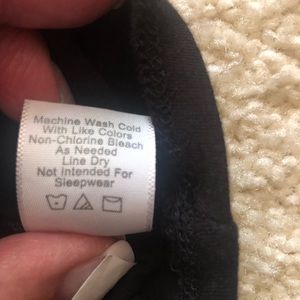 Machine Wash Cold
With Like Colors
Non-Chlorine Bleach
As Needed
Line Dry
Not Intended For
Sleepwear